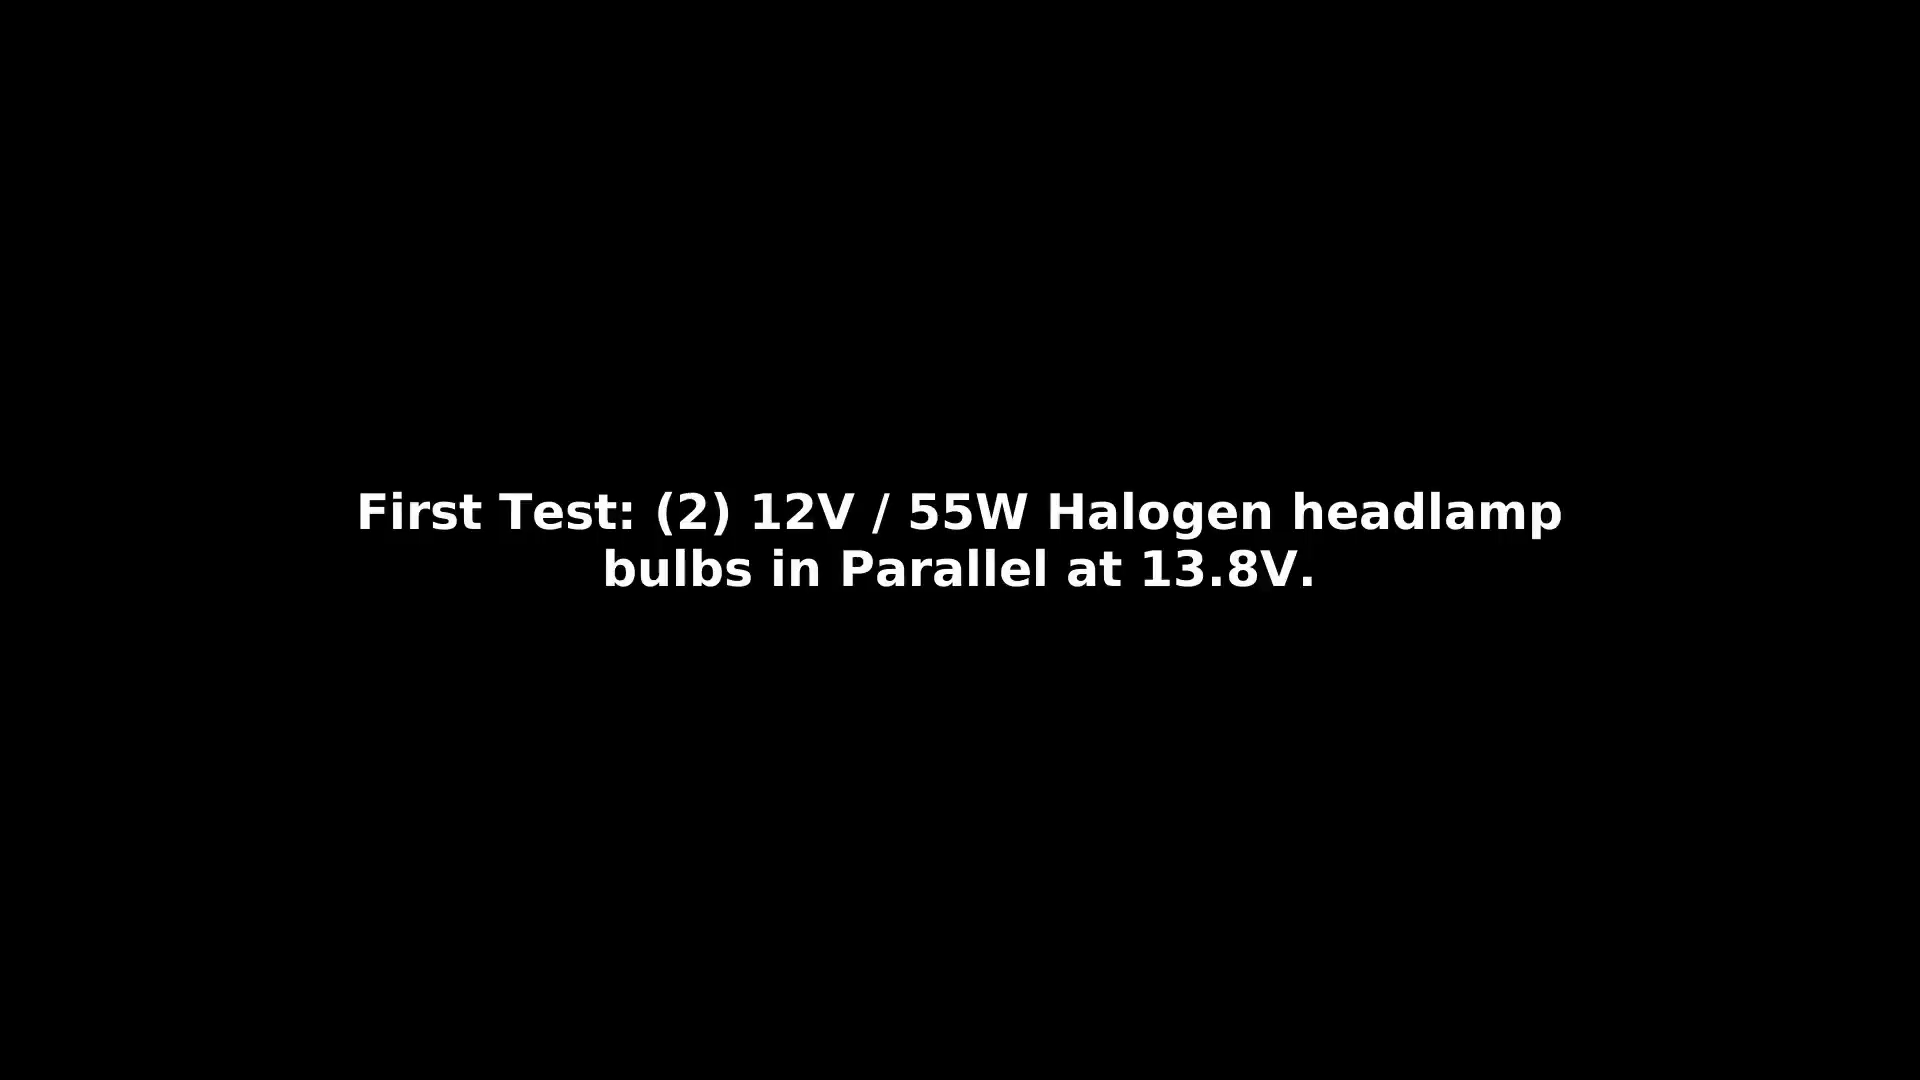 First Test: (2) 12V / 55W Halogen headlamp
bulbs in Parallel at 13.8V.